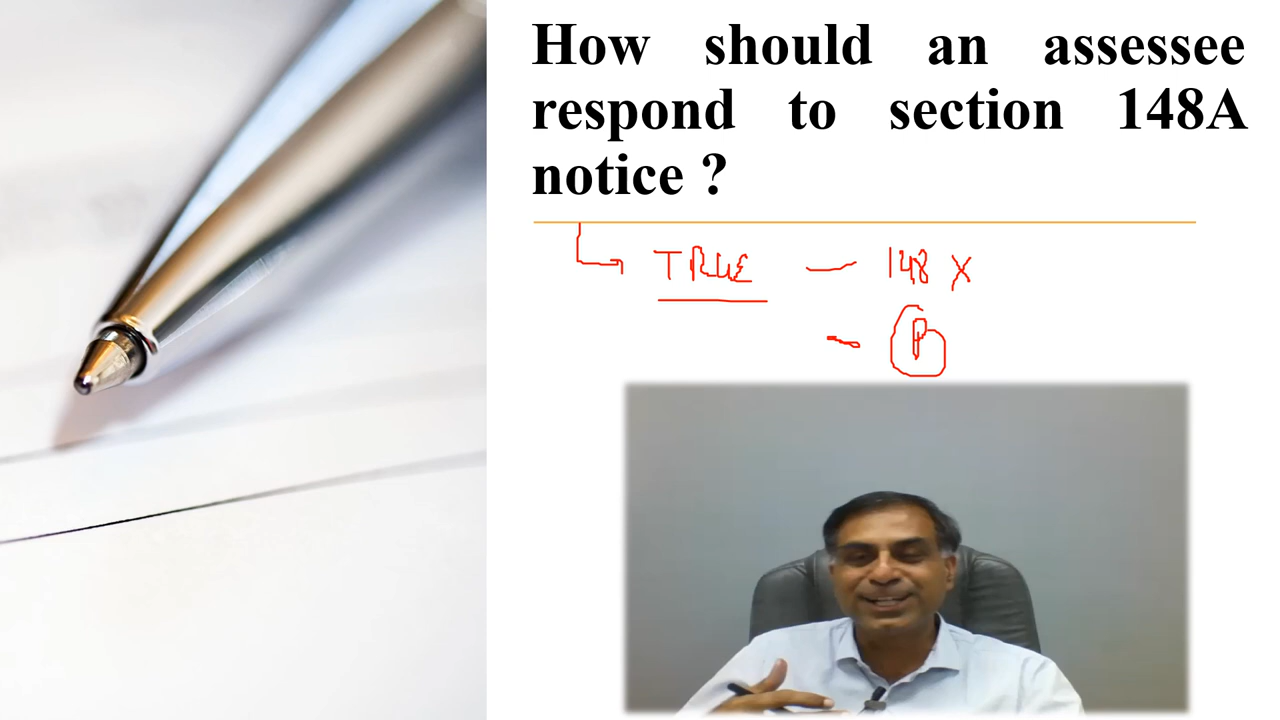 How should an assessee
respond to section 148A
notice ?
TRUE — 148 X
P